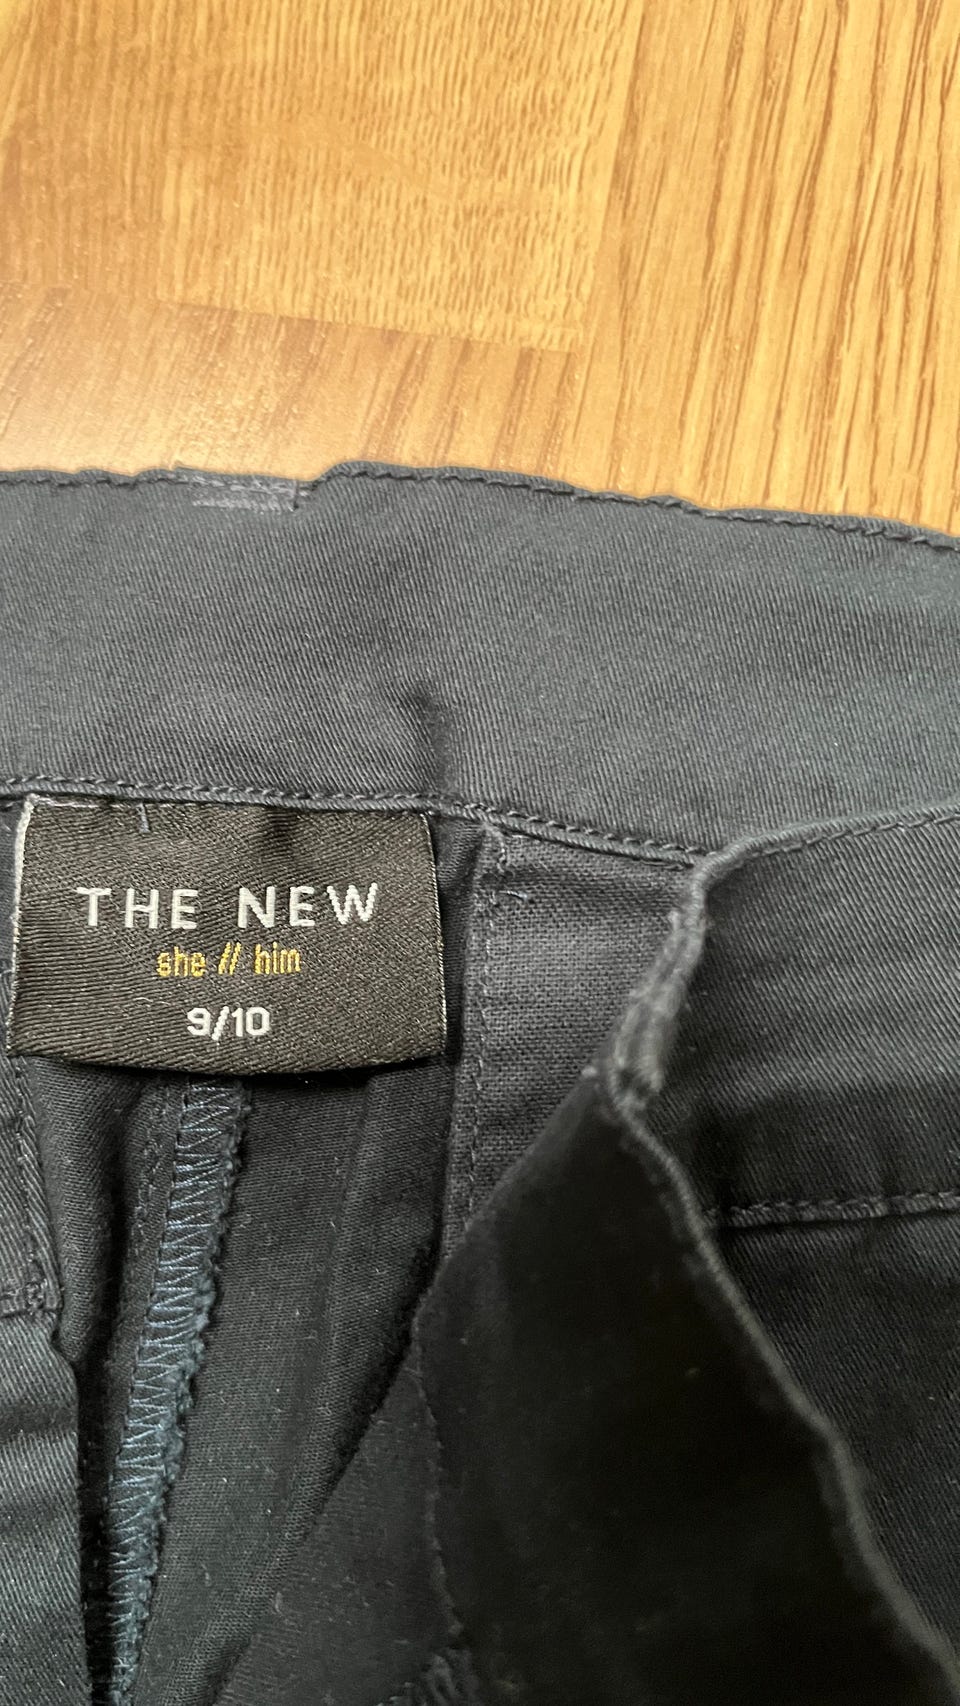 THE NEW
she // him
9/10